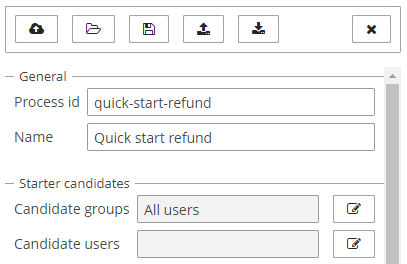 General
Process id quick-start-refund
Name Quick start refund
Starter candidates
Candidate groups All users
Candidate users